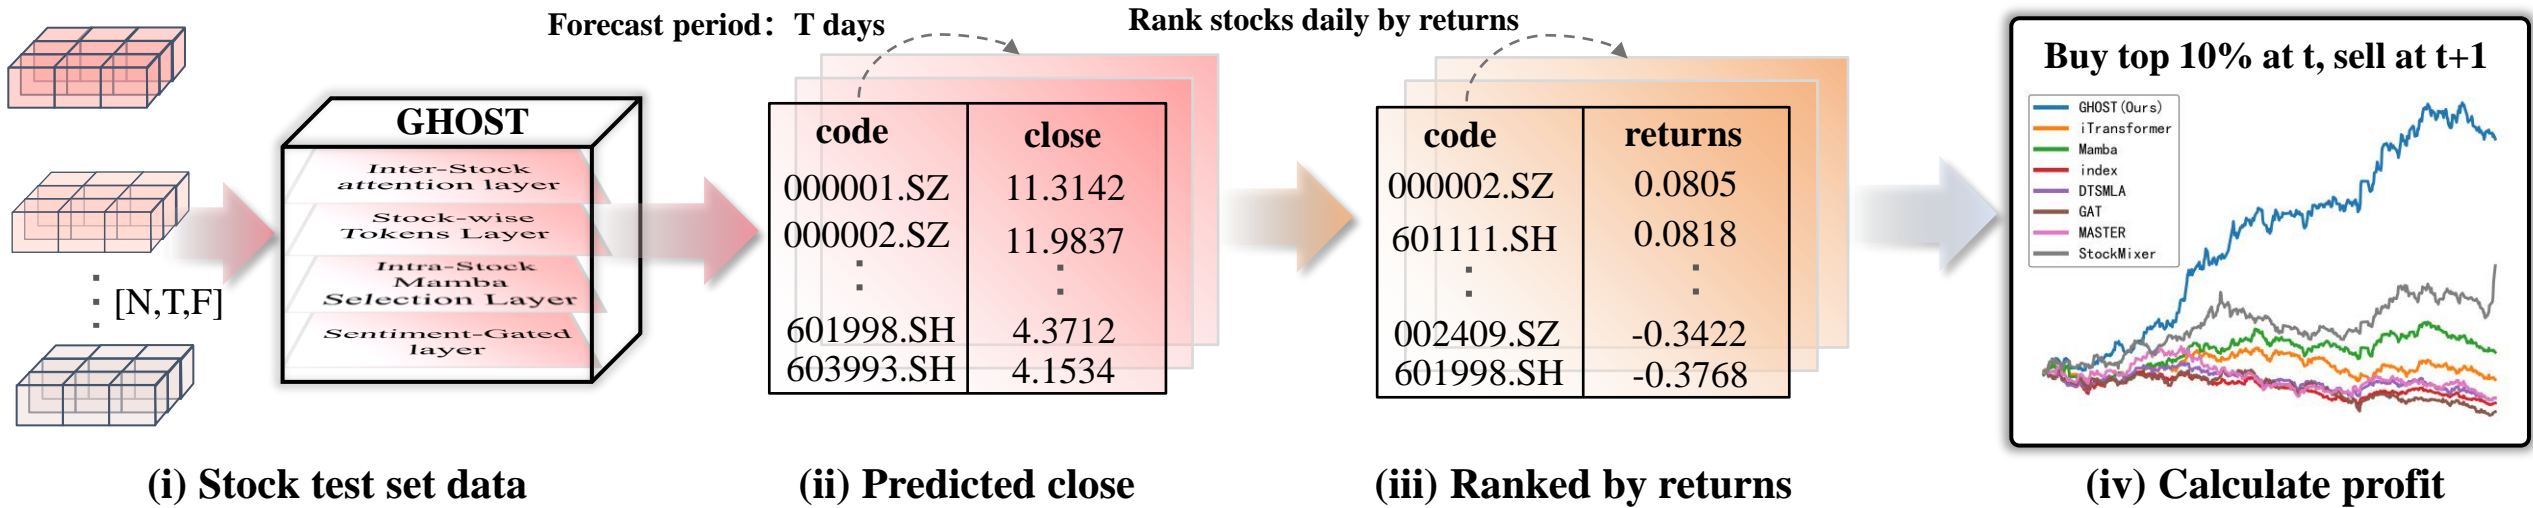 Forecast period: T days
Rank stocks daily by returns
[N,T,F]
GHOST
Inter-Stock
attention layer
Stock-wise
Tokens Layer
Intra-Stock
Mamba
Selection Layer
Sentiment-Gated
layer
code close
000001.SZ 11.3142
000002.SZ 11.9837
601998.SH 4.3712
603993.SH 4.1534
code returns
000002.SZ 0.0805
601111.SH 0.0818
002409.SZ -0.3422
601998.SH -0.3768
Buy top 10% at t, sell at t+1
GHOST(Ours)
iTransformer
Mamba
index
DTSMLA
GAT
MASTER
StockMixer
(i) Stock test set data
(ii) Predicted close
(iii) Ranked by returns
(iv) Calculate profit